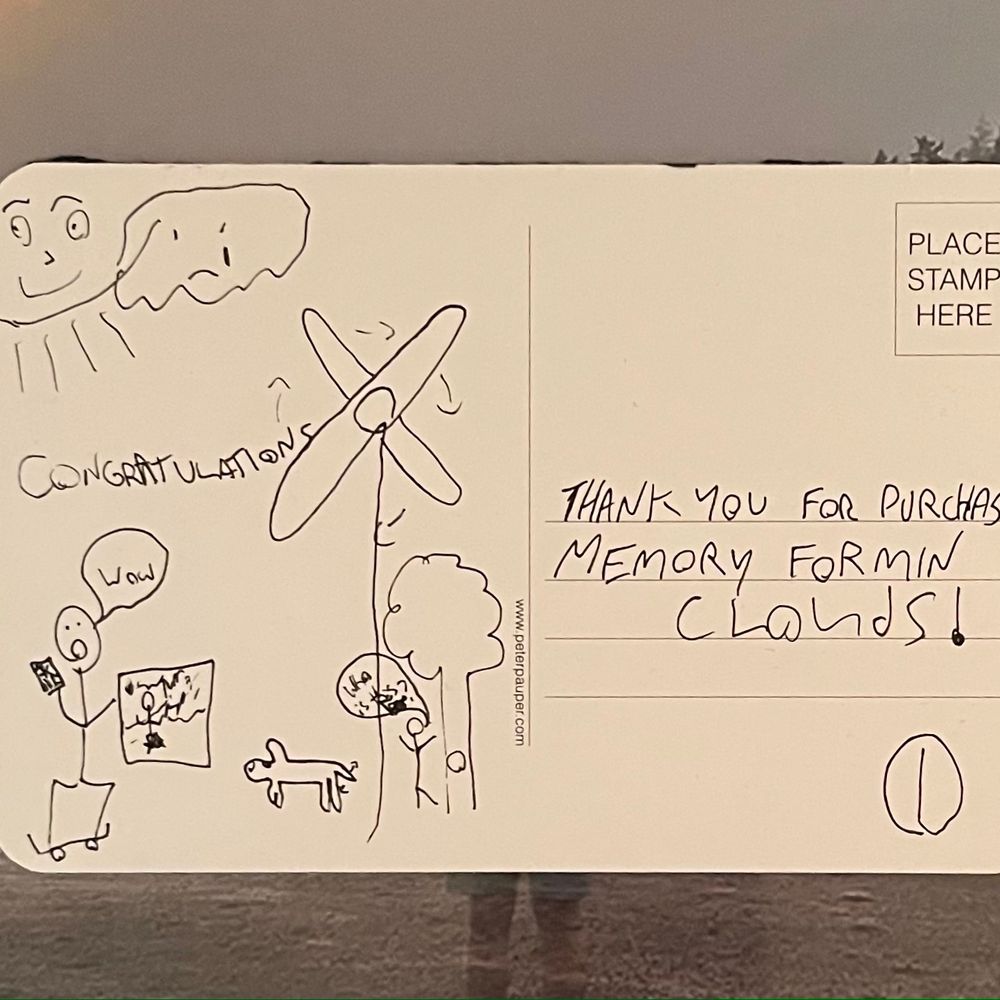 CONGRATULATIONS
WOW
PLACE
STAMP
HERE
THANK YOU FOR PURCHAS
MEMORY FORMIN
CLOUDS!
www.peterpauper.com